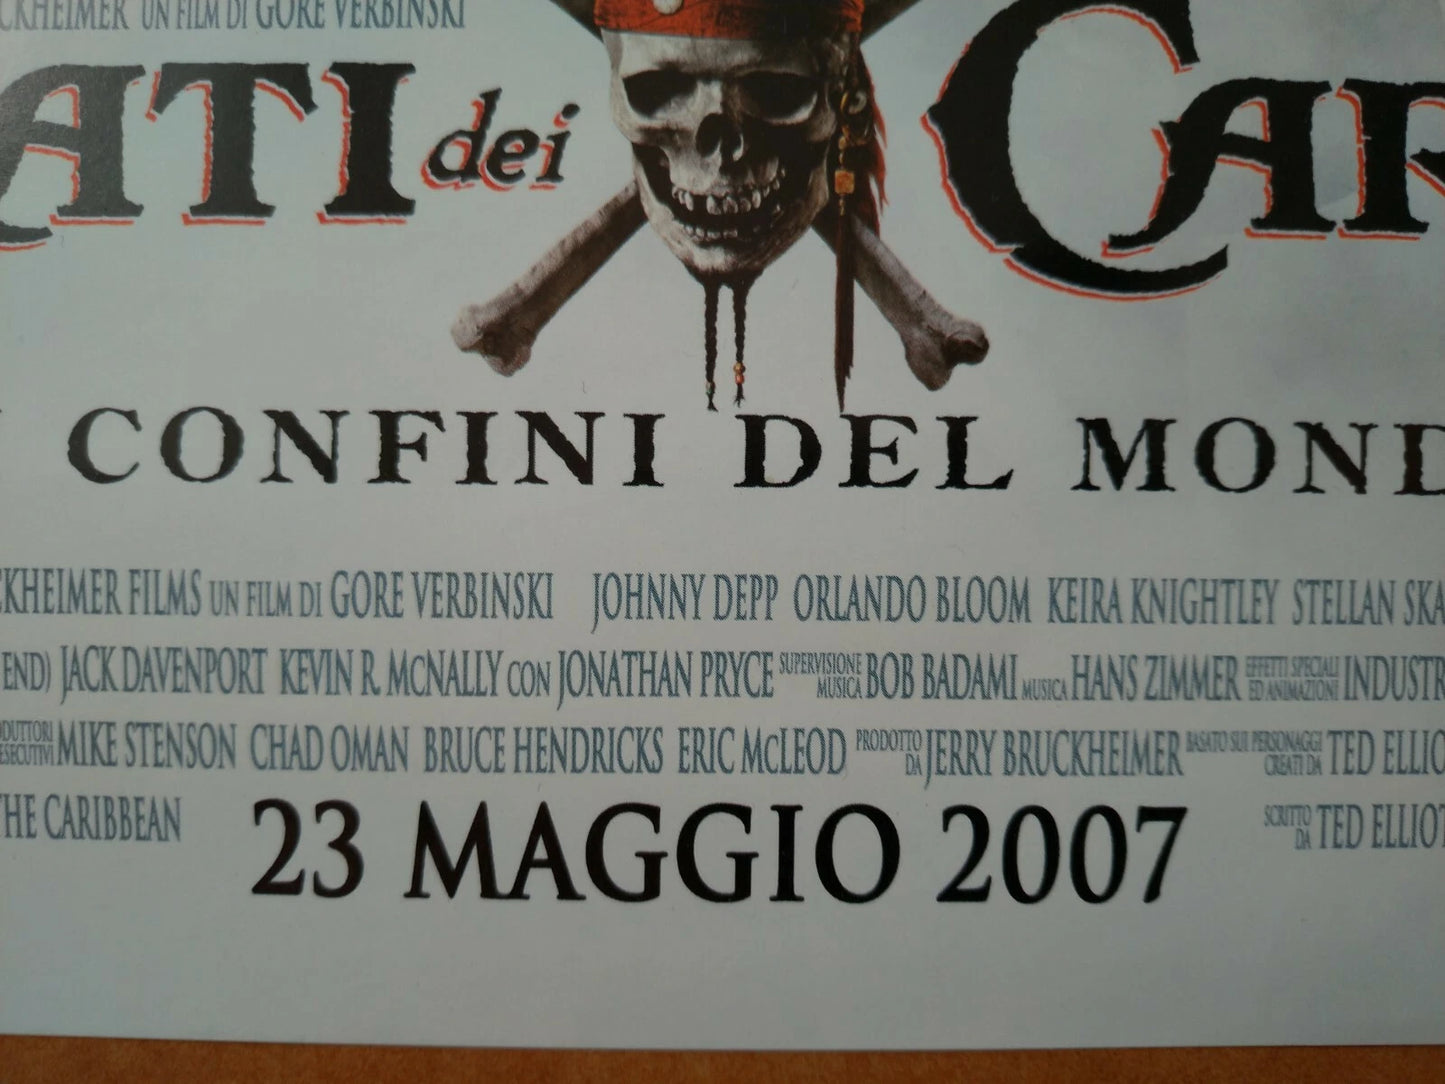 CKHEIMER UN FILM DI GORE VERBINSKI
ATI dei CAR
CONFINI DEL MOND
CKHEIMER FILMS UN FILM DI GORE VERBINSKI JOHNNY DEPP ORLANDO BLOOM KEIRA KNIGHTLEY STELLAN SKA
END) JACK DAVENPORT KEVIN R. MCNALLY CON JONATHAN PRYCE SUPERVISIONE MUSICA BOB BADAMI MUSICA HANS ZIMMER EFFETTI SPECIALI ED ANIMAZIONI INDUSTR
DUTTORI ESECUTIVI MIKE STENSON CHAD OMAN BRUCE HENDRICKS ERIC McLEOD PRODOTTO DA JERRY BRUCKHEIMER BASATO SUI PERSONAGGI CREATI DA TED ELLIO
THE CARIBBEAN SCRITTO DA TED ELLIOT
23 MAGGIO 2007